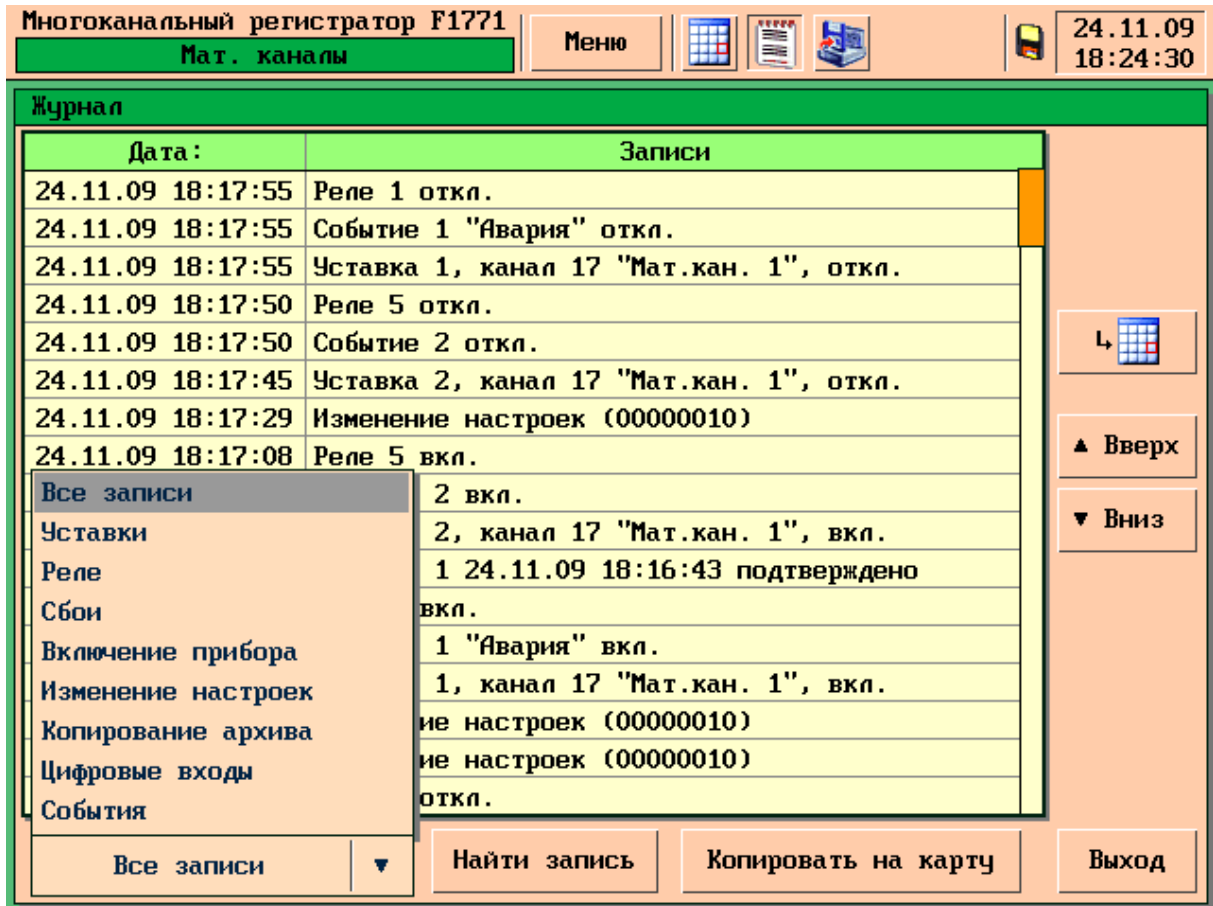 Многоканальный регистратор F1771
Мат. каналы
Меню
24.11.09
18:24:30
Журнал
Дата: Записи
24.11.09 18:17:55 Реле 1 откл.
24.11.09 18:17:55 Событие 1 "Авария" откл.
24.11.09 18:17:55 Уставка 1, канал 17 "Мат.кан. 1", откл.
24.11.09 18:17:50 Реле 5 откл.
24.11.09 18:17:50 Событие 2 откл.
24.11.09 18:17:45 Уставка 2, канал 17 "Мат.кан. 1", откл.
24.11.09 18:17:29 Изменение настроек (00000010)
24.11.09 18:17:08 Реле 5 вкл.
2 вкл.
2, канал 17 "Мат.кан. 1", вкл.
1 24.11.09 18:16:43 подтверждено
вкл.
1 "Авария" вкл.
1, канал 17 "Мат.кан. 1", вкл.
ие настроек (00000010)
ие настроек (00000010)
откл.
Все записи
Уставки
Реле
Сбои
Включение прибора
Изменение настроек
Копирование архива
Цифровые входы
События
Все записи ▼
Найти запись
Копировать на карту
Выход
▲ Вверх
▼ Вниз